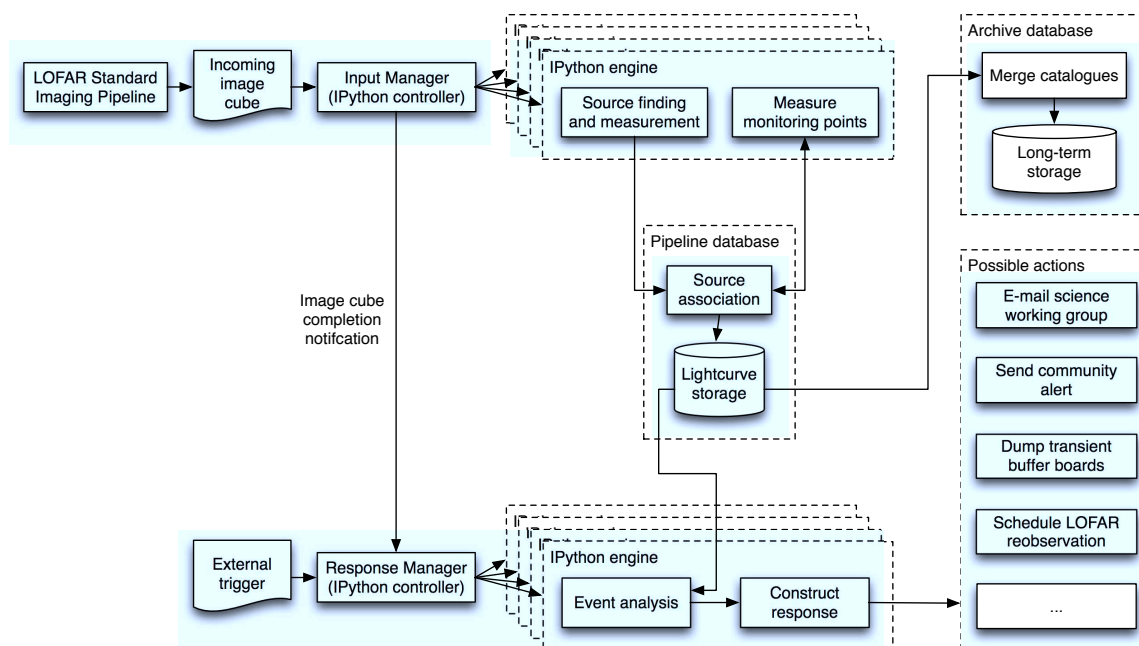 LOFAR Standard
Imaging Pipeline
Incoming
image
cube
Input Manager
(IPython controller)
IPython engine
Source finding
and measurement
Measure
monitoring points
Archive database
Merge catalogues
Long-term
storage
Pipeline database
Source
association
Lightcurve
storage
Image cube
completion
notifcation
Possible actions
E-mail science
working group
Send community
alert
Dump transient
buffer boards
Schedule LOFAR
reobservation
...
External
trigger
Response Manager
(IPython controller)
IPython engine
Event analysis
Construct
response